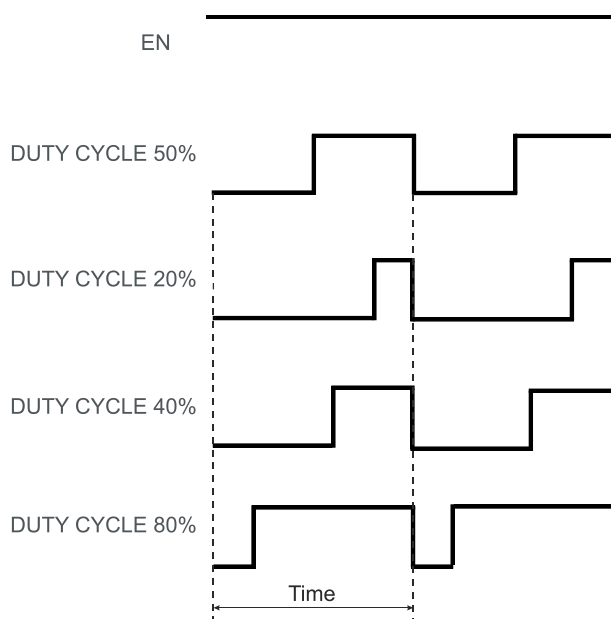 EN
DUTY CYCLE 50%
DUTY CYCLE 20%
DUTY CYCLE 40%
DUTY CYCLE 80%
Time